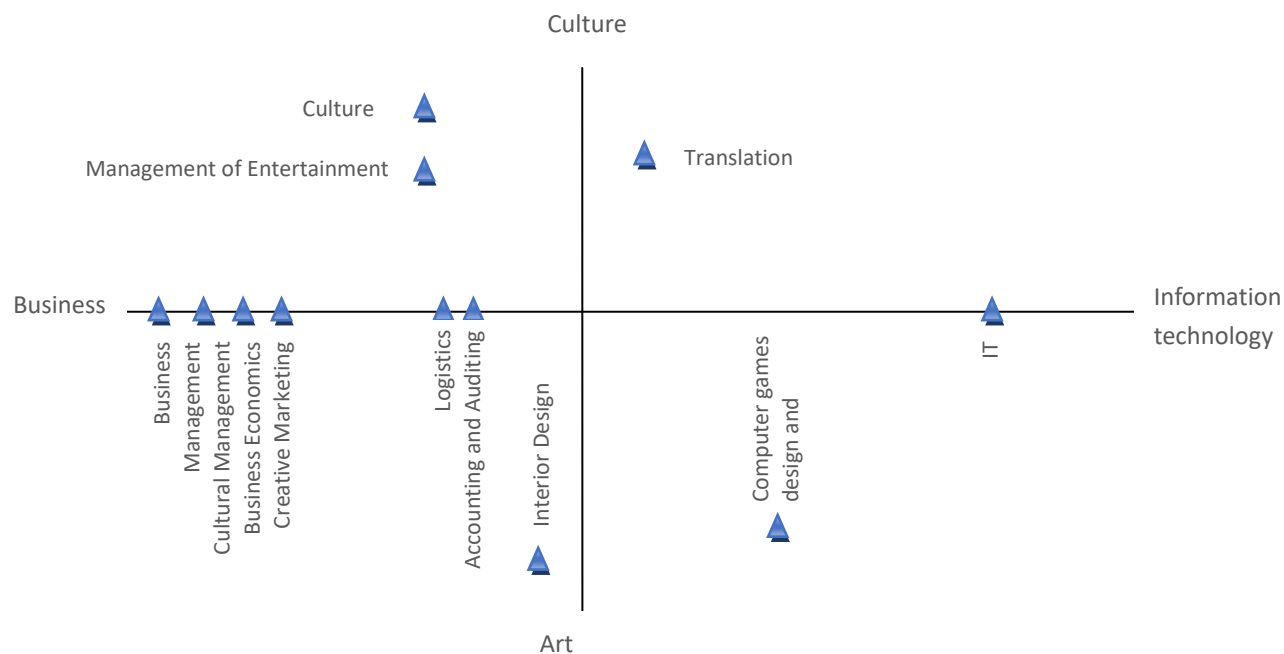 Culture
Culture
Management of Entertainment
Translation
Business
Information
technology
Business
Management
Cultural Management
Business Economics
Creative Marketing
Logistics
Accounting and Auditing
Interior Design
Computer games
design and
IT
Art